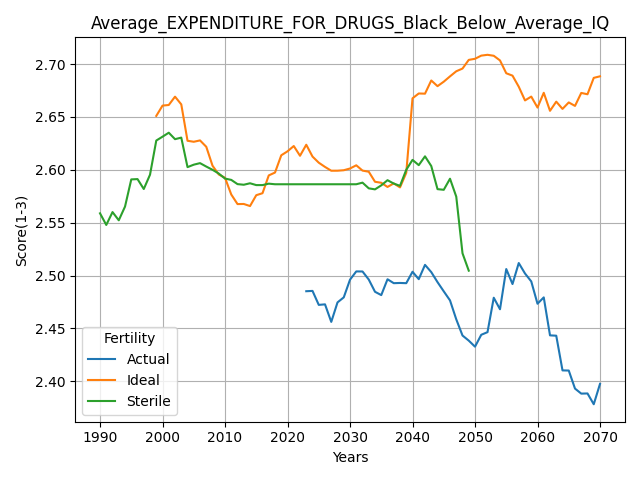 Average_EXPENDITURE_FOR_DRUGS_Black_Below_Average_IQ
2.70
2.65
2.60
2.55
2.50
2.45
2.40
Score(1-3)
Fertility
Actual
Ideal
Sterile
1990 2000 2010 2020 2030 2040 2050 2060 2070
Years